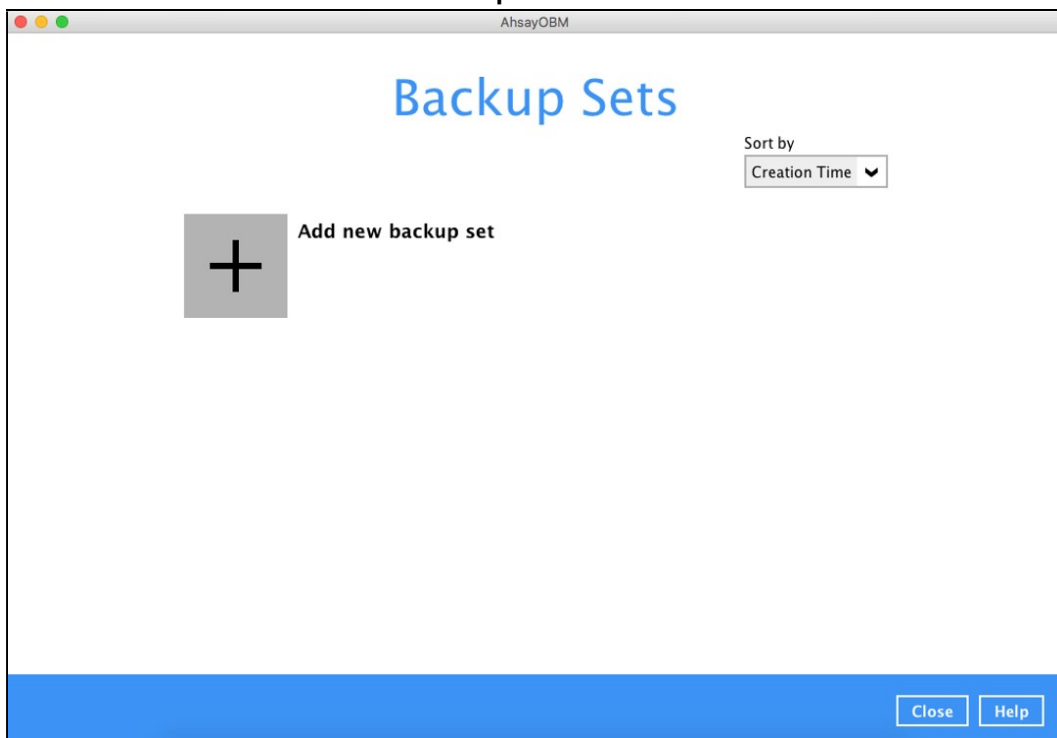 AhsayOBM
Backup Sets
Sort by
Creation Time
Add new backup set
Close Help